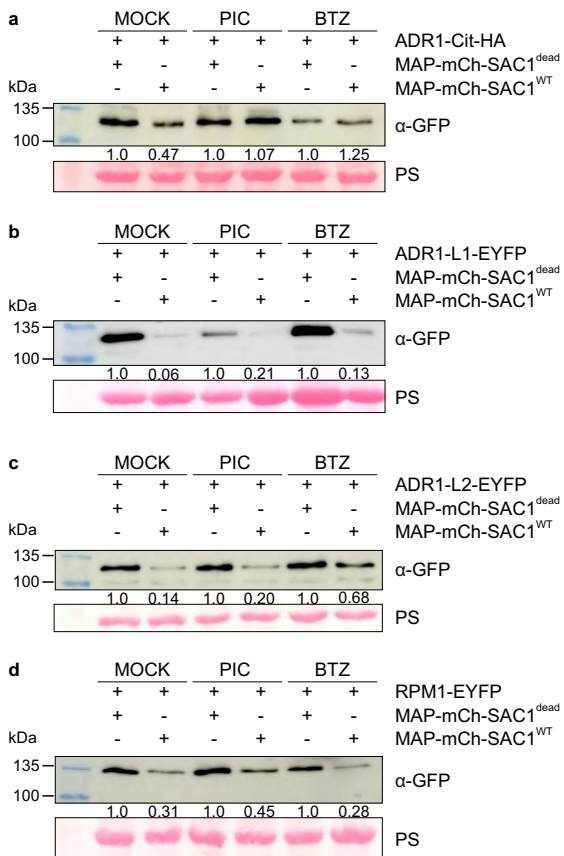 a
MOCK PIC BTZ
+ + + + + + ADR1-Cit-HA
+ - + - + - MAP-mCh-SAC1dead
kDa - + - + - + MAP-mCh-SAC1WT
135
100
α-GFP
1.0 0.47 1.0 1.07 1.0 1.25
PS
b
MOCK PIC BTZ
+ + + + + + ADR1-L1-EYFP
+ - + - + - MAP-mCh-SAC1dead
- + - + - + MAP-mCh-SAC1WT
kDa
135
100
α-GFP
1.0 0.06 1.0 0.21 1.0 0.13
PS
c
MOCK PIC BTZ
+ + + + + + ADR1-L2-EYFP
+ - + - + - MAP-mCh-SAC1dead
kDa - + - + - + MAP-mCh-SAC1WT
135
100
α-GFP
1.0 0.14 1.0 0.20 1.0 0.68
PS
d
MOCK PIC BTZ
+ + + + + + RPM1-EYFP
+ - + - + - MAP-mCh-SAC1dead
kDa - + - + - + MAP-mCh-SAC1WT
135
100
α-GFP
1.0 0.31 1.0 0.45 1.0 0.28
PS